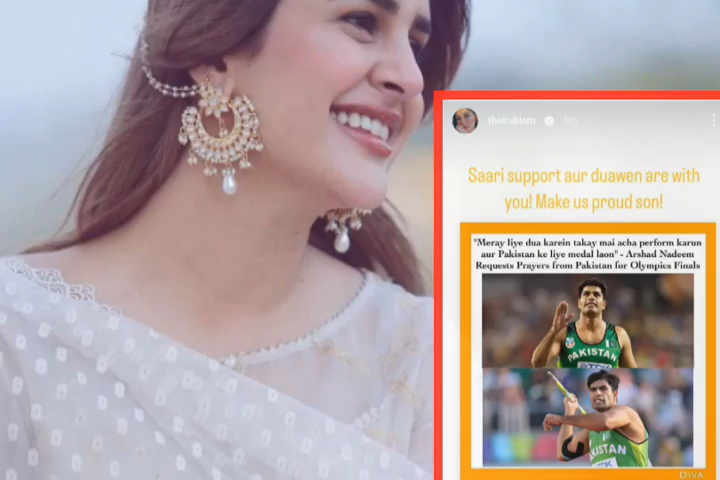 thekubism 5m
Saari support aur duawen are with
you! Make us proud son!
"Meray liye dua karein takay mai acha perform karun
aur Pakistan ke liye medal laon" - Arshad Nadeem
Requests Prayers from Pakistan for Olympics Finals
PAKISTAN
KISTAN
TDK
DIVA